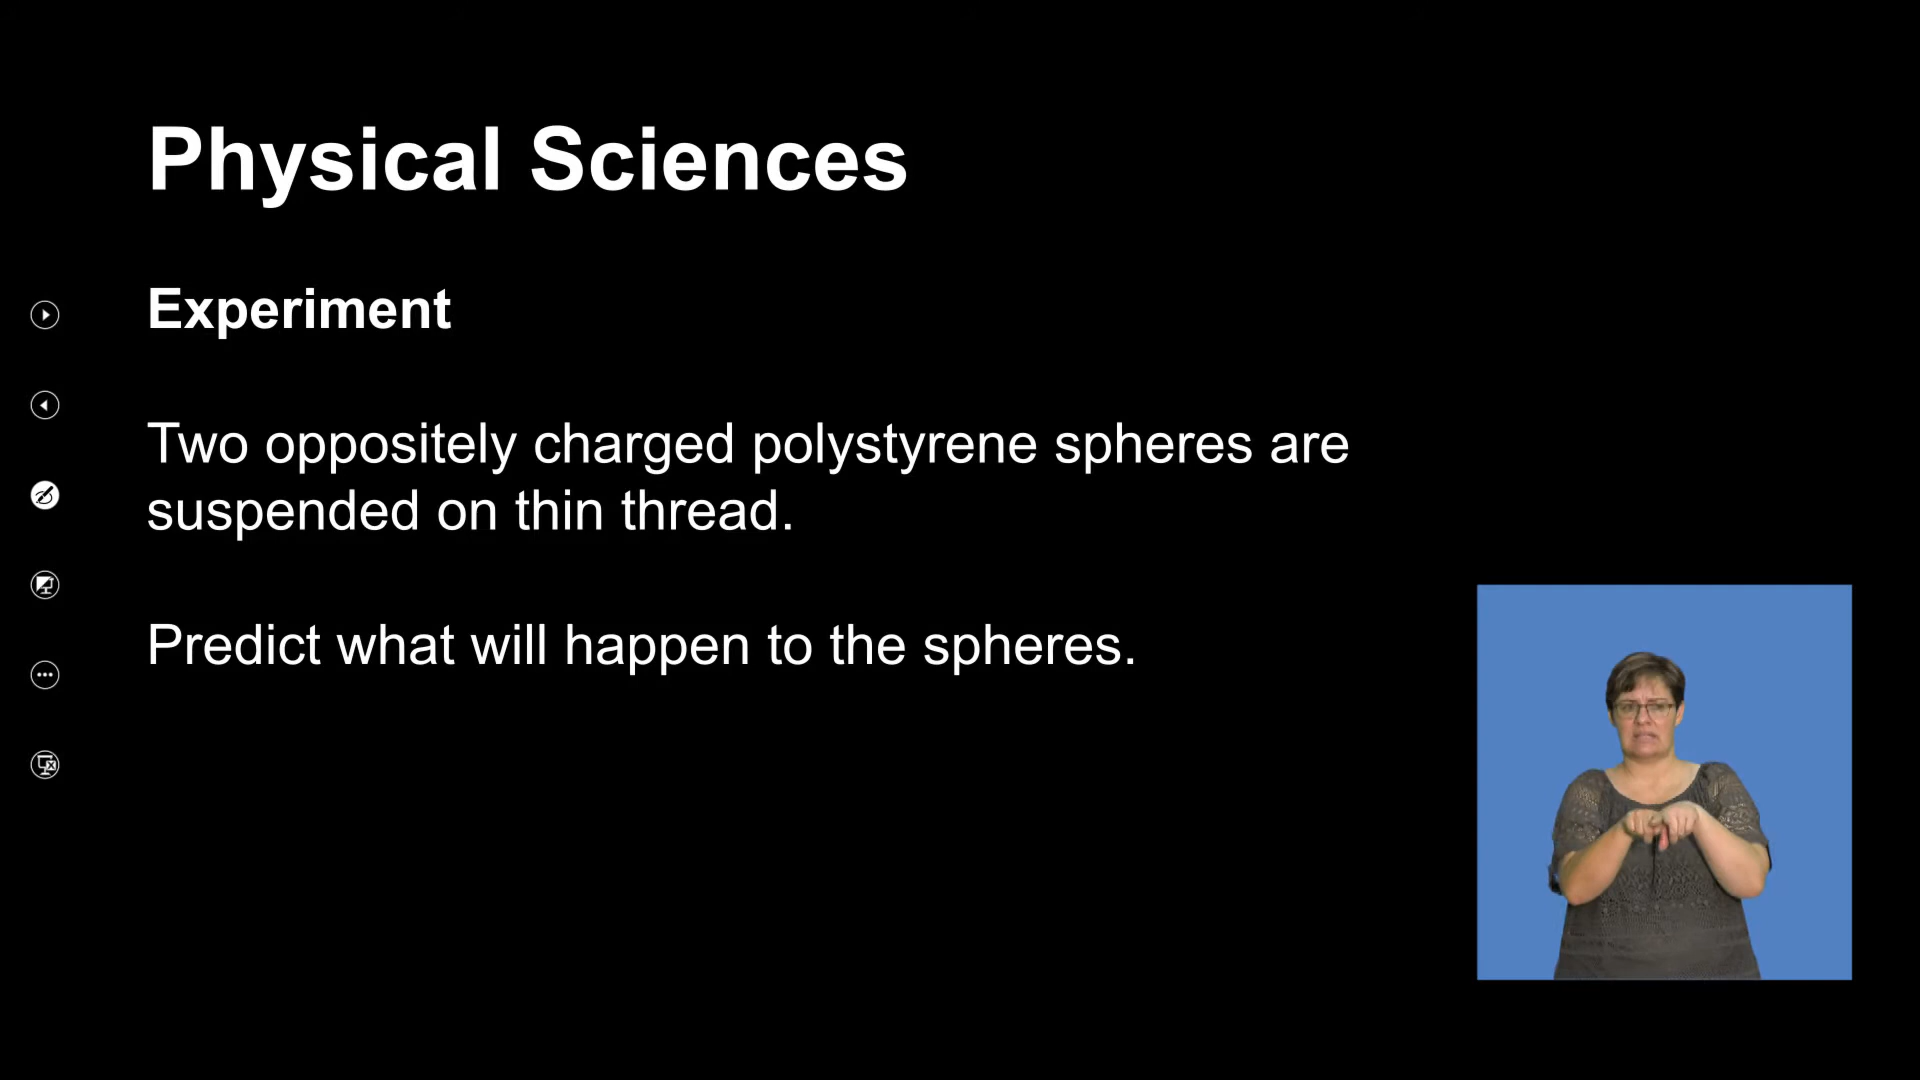 Physical Sciences
Experiment
Two oppositely charged polystyrene spheres are
suspended on thin thread.
Predict what will happen to the spheres.